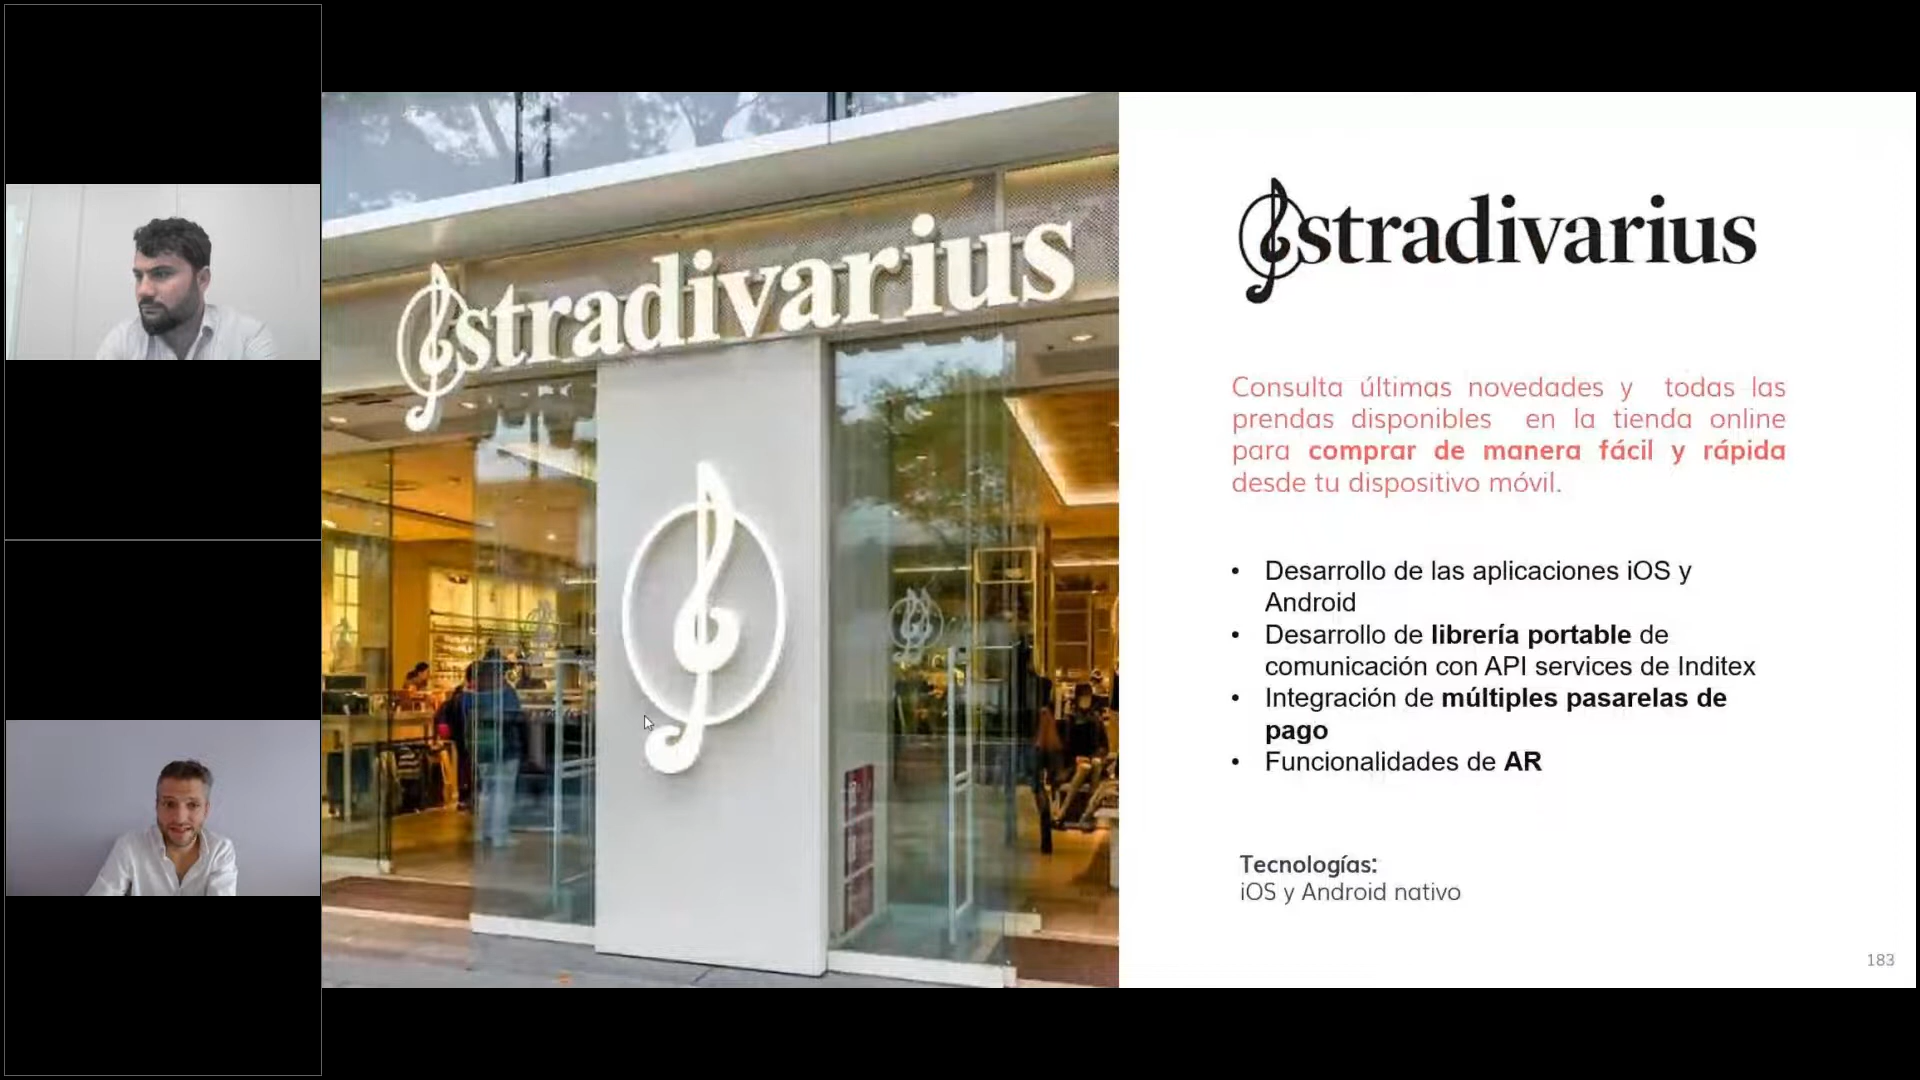 stradivarius
stradivarius
Consulta últimas novedades y todas las
prendas disponibles en la tienda online
para comprar de manera fácil y rápida
desde tu dispositivo móvil.
• Desarrollo de las aplicaciones iOS y
Android
• Desarrollo de librería portable de
comunicación con API services de Inditex
• Integración de múltiples pasarelas de
pago
• Funcionalidades de AR
Tecnologías:
iOS y Android nativo
183